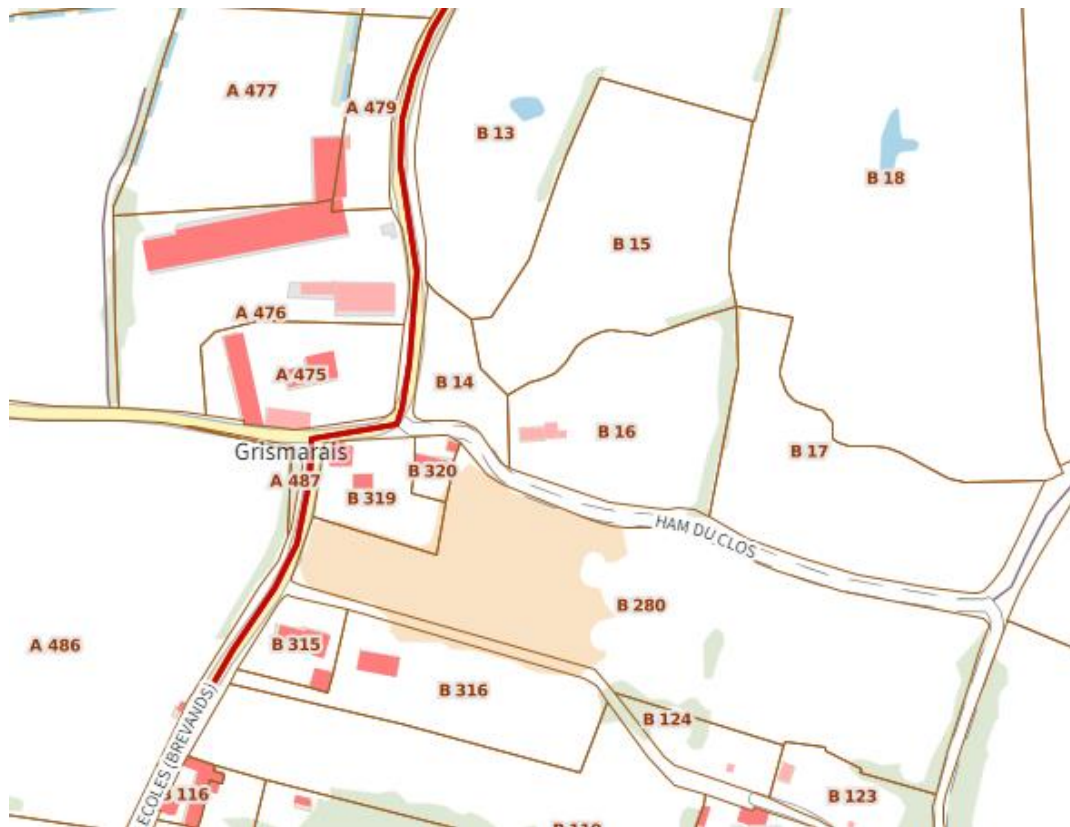 A 477
A 479
B 13
B 18
B 15
A 476
A 475
B 14
B 16
Grismarais
B 17
B 320
A 487
B 319
HAM DU CLOS
B 280
B 315
A 486
B 316
B 124
ECOLES (BREVANDS)
B 116
B 123